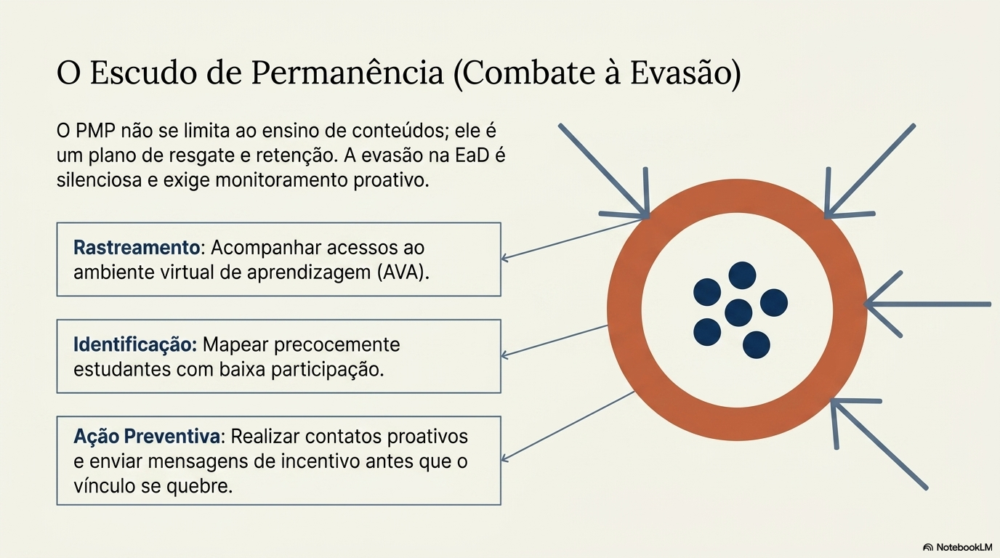 O Escudo de Permanência (Combate à Evasão)
O PMP não se limita ao ensino de conteúdos; ele é
um plano de resgate e retenção. A evasão na EaD é
silenciosa e exige monitoramento proativo.
Rastreamento: Acompanhar acessos ao
ambiente virtual de aprendizagem (AVA).
Identificação: Mapear precocemente
estudantes com baixa participação.
Ação Preventiva: Realizar contatos proativos
e enviar mensagens de incentivo antes que o
vínculo se quebre.
NotebookLM